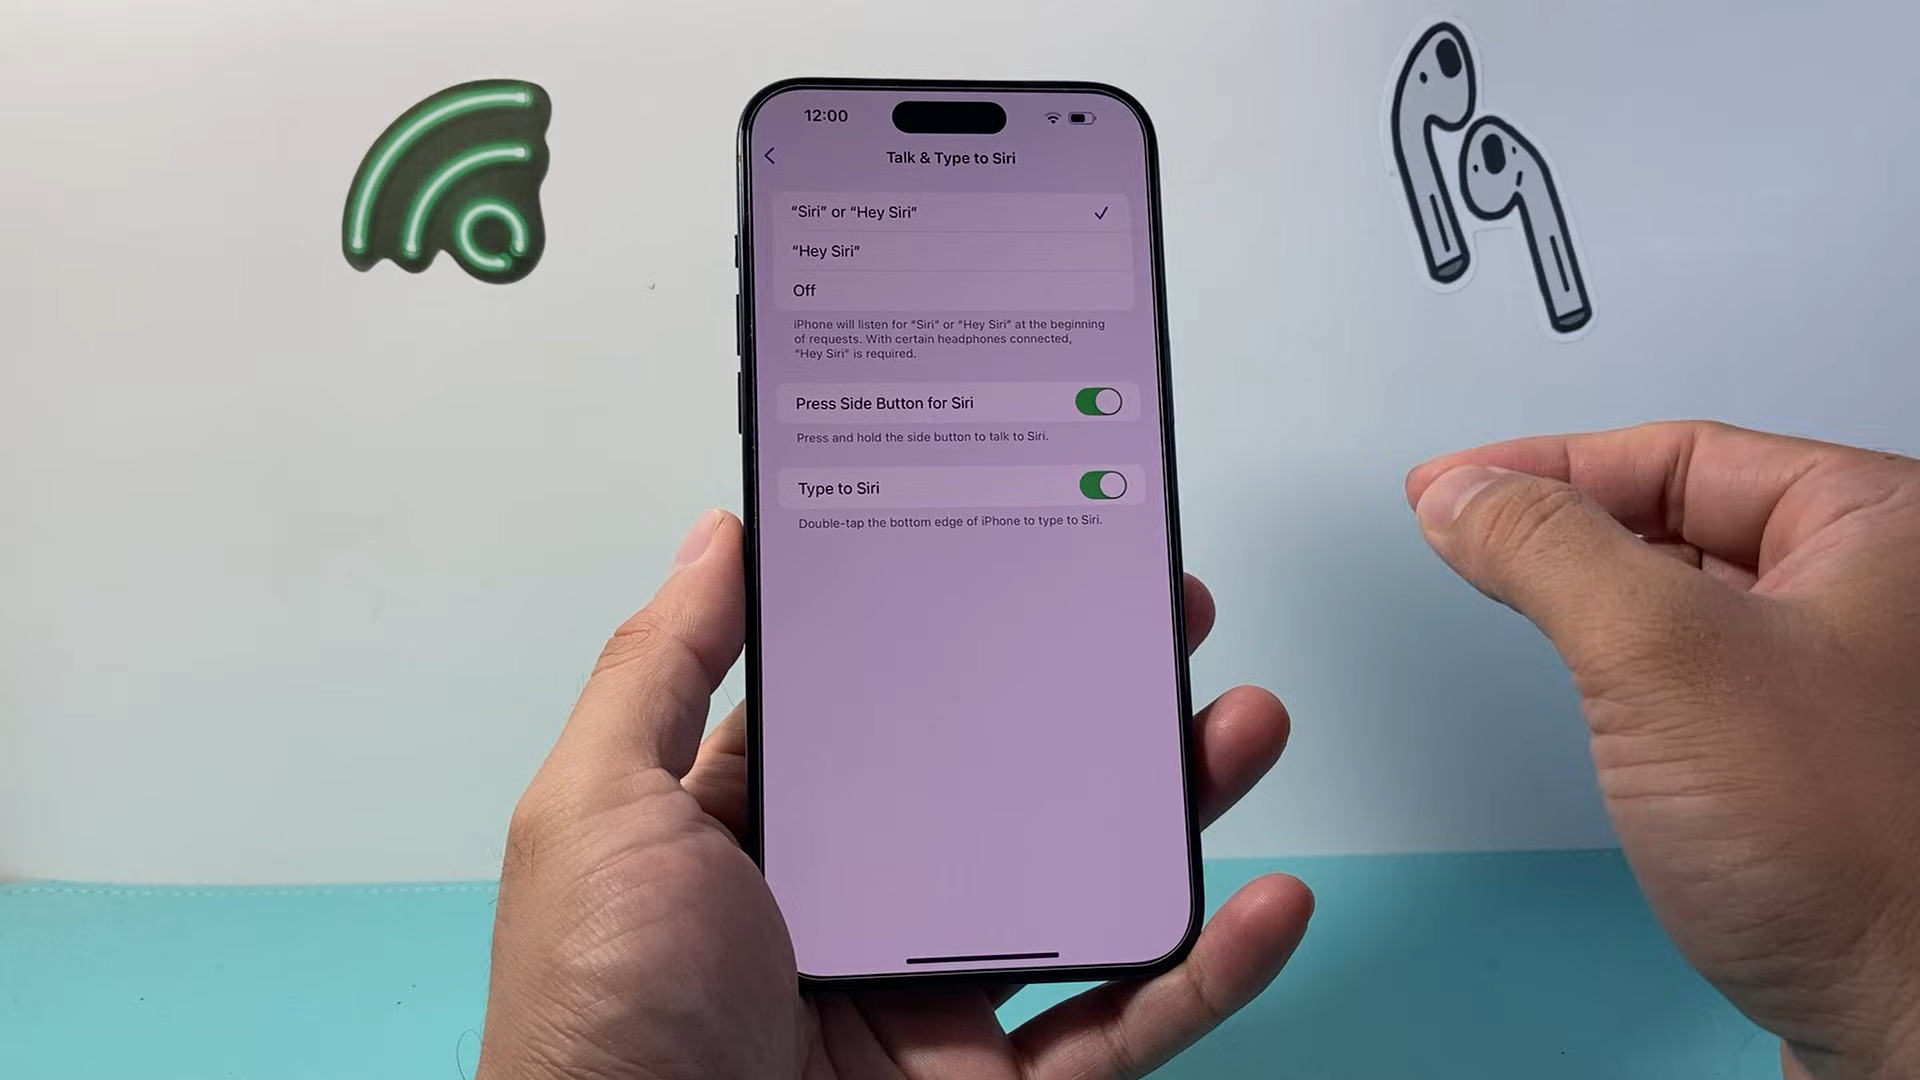 12:00
Talk & Type to Siri
“Siri” or “Hey Siri”
“Hey Siri”
Off
iPhone will listen for “Siri” or “Hey Siri” at the beginning
of requests. With certain headphones connected,
“Hey Siri” is required.
Press Side Button for Siri
Press and hold the side button to talk to Siri.
Type to Siri
Double-tap the bottom edge of iPhone to type to Siri.